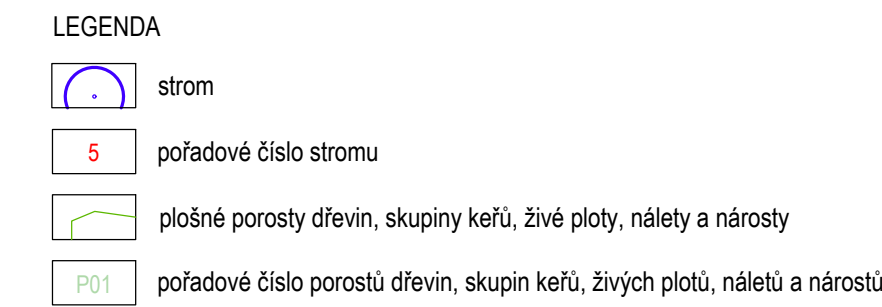 LEGENDA
strom
5 pořadové číslo stromu
plošné porosty dřevin, skupiny keřů, živé ploty, nálety a nárosty
P01 pořadové číslo porostů dřevin, skupin keřů, živých plotů, náletů a nárostů